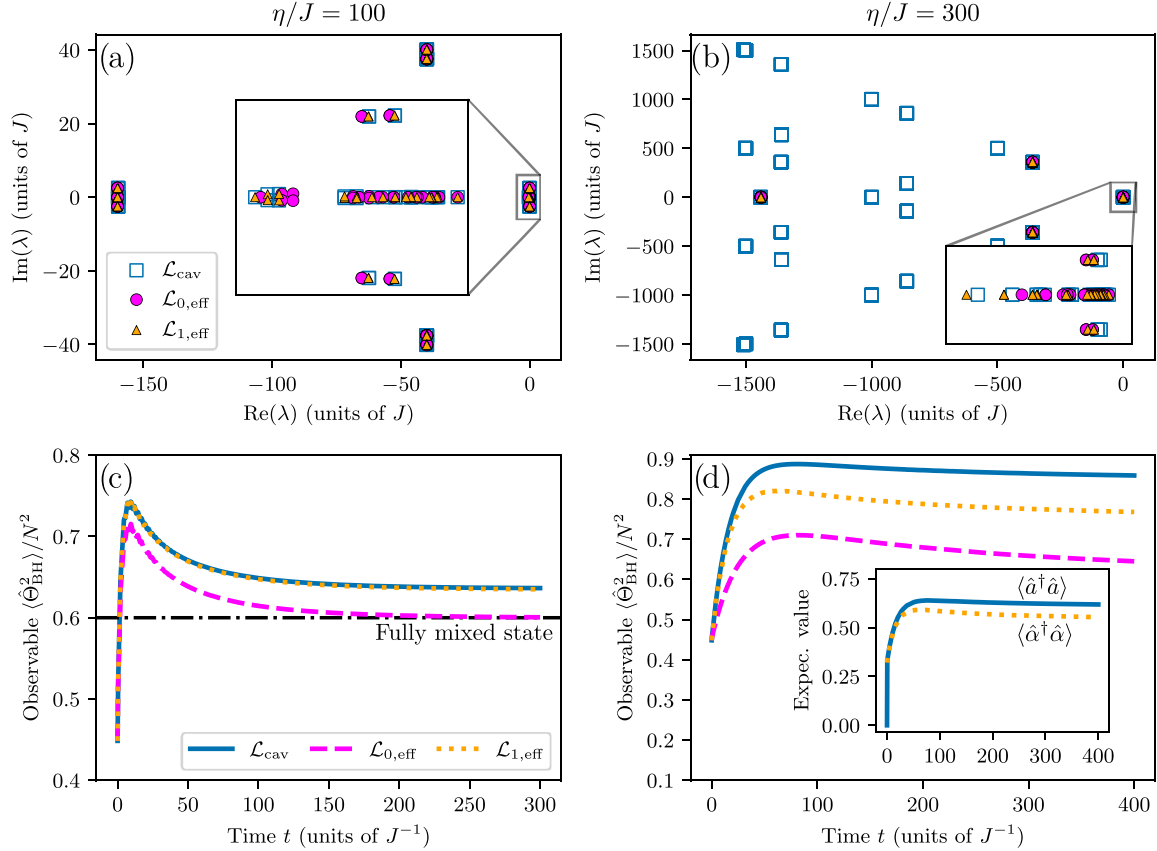 η/J = 100
η/J = 300
(a)
Im(λ) (units of J)
40
20
0
−20
−40
ℒcav
ℒ0,eff
ℒ1,eff
−150
−100
−50
0
Re(λ) (units of J)
(b)
Im(λ) (units of J)
1500
1000
500
0
−500
−1000
−1500
−1500
−1000
−500
0
Re(λ) (units of J)
(c)
Observable ⟨Θ̂²BH⟩/N²
0.8
0.7
0.6
0.5
0.4
Fully mixed state
ℒcav
ℒ0,eff
ℒ1,eff
0
50
100
150
200
250
300
Time t (units of J⁻¹)
(d)
Observable ⟨Θ̂²BH⟩/N²
0.9
0.8
0.7
0.6
0.5
0.4
0.3
0.2
0.1
Expec. value
0.75
0.50
0.25
0.00
⟨â†â⟩
⟨α̂†α̂⟩
0
100
200
300
400
0
100
200
300
400
Time t (units of J⁻¹)